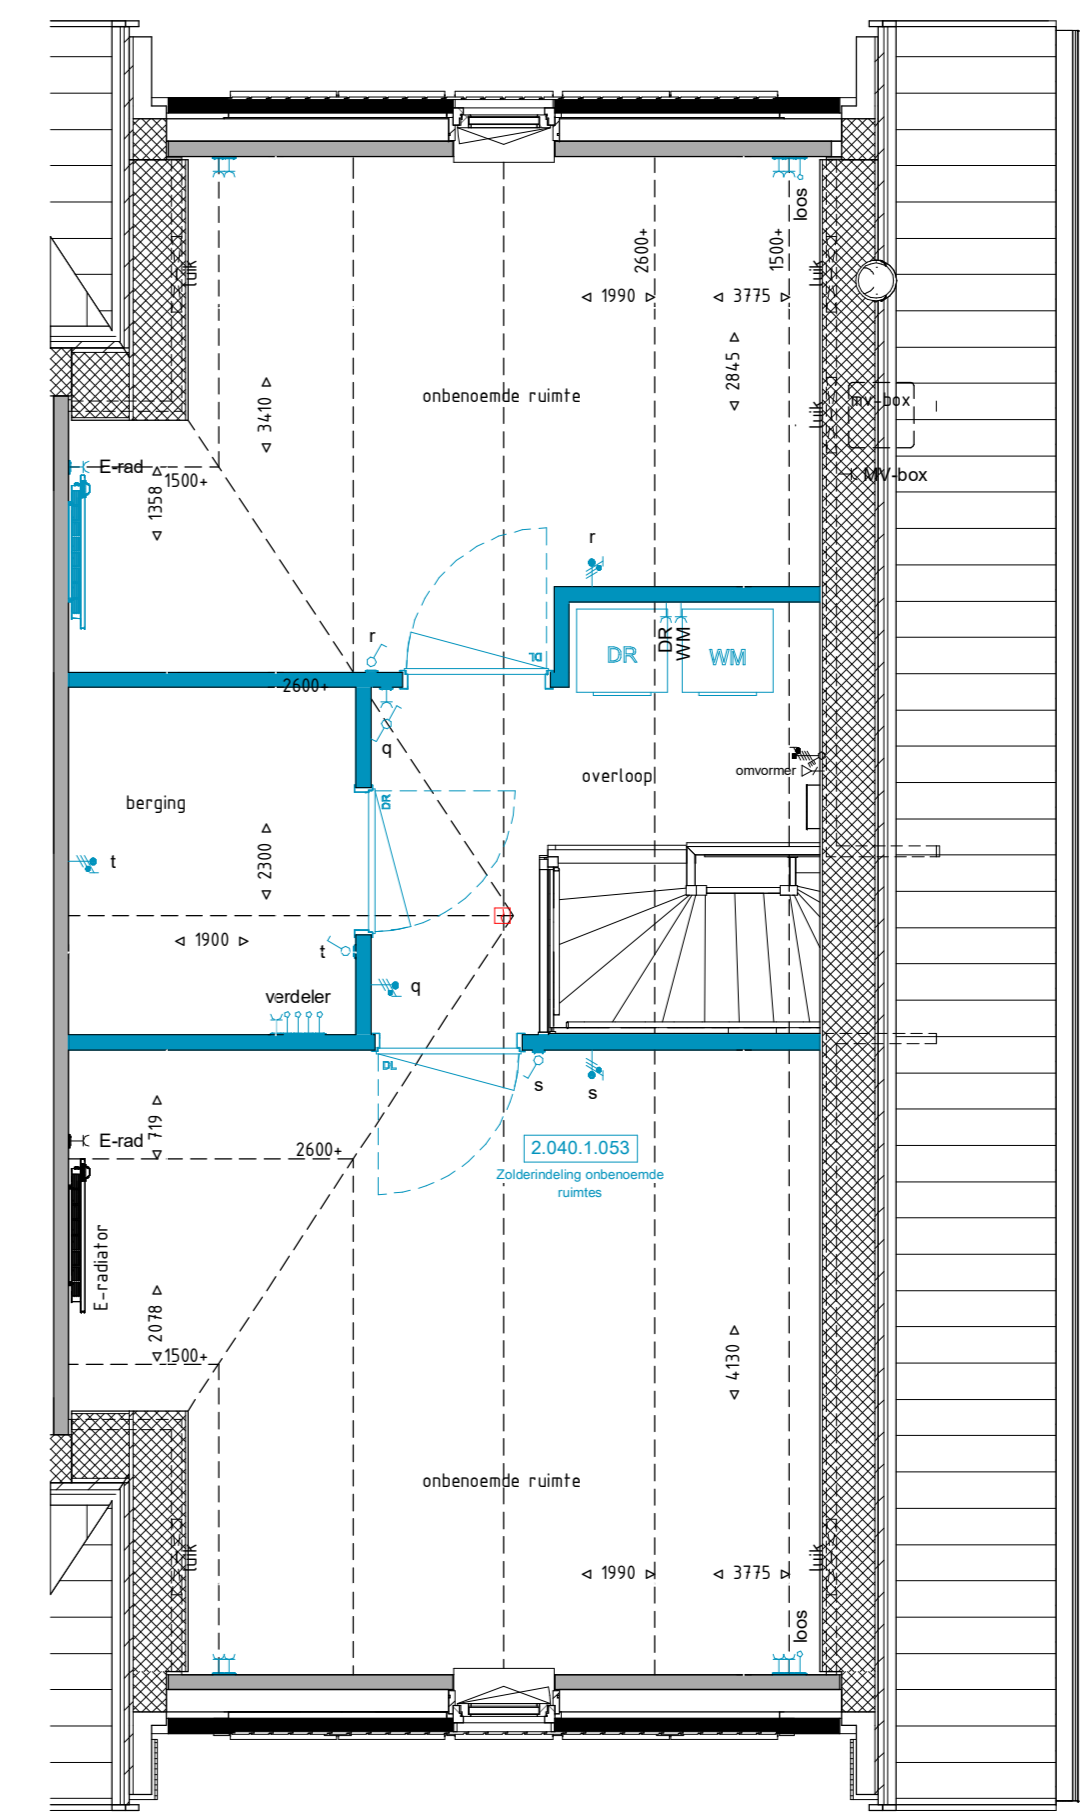 loos
2600+
1500+
luik
luik
1990
3775
2845
3410
onbenoemde ruimte
mv-box
luik
E-rad
1500+
MV-box
1358
r
r
DL
DR
DR
WM
WM
2600+
q
overloop
omvormer
DR
berging
t
2300
1900
t
q
verdeler
DL
s
s
719
E-rad
2600+
2.040.1.053
Zolderindeling onbenoemde
ruimtes
E-radiator
2078
1500+
4130
onbenoemde ruimte
luik
luik
1990
3775
loos